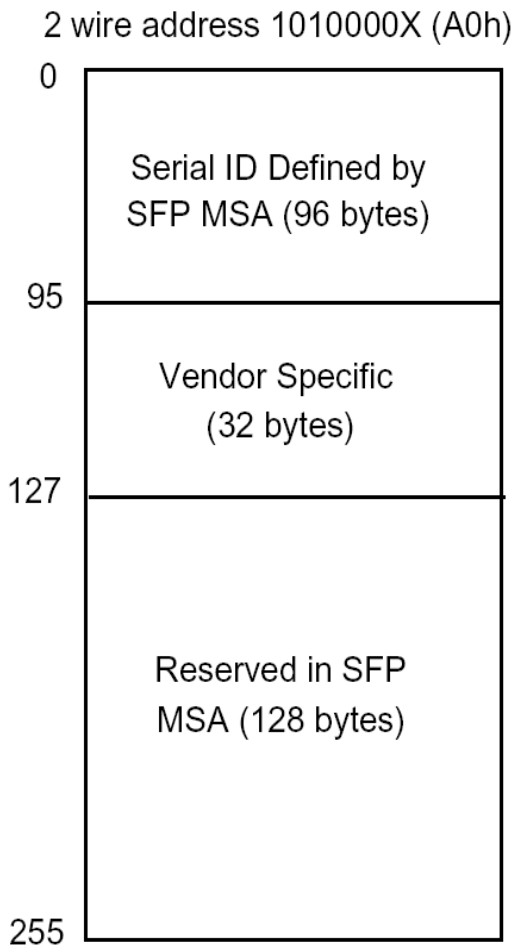 2 wire address 1010000X (A0h)
0
Serial ID Defined by
SFP MSA (96 bytes)
95
Vendor Specific
(32 bytes)
127
Reserved in SFP
MSA (128 bytes)
255